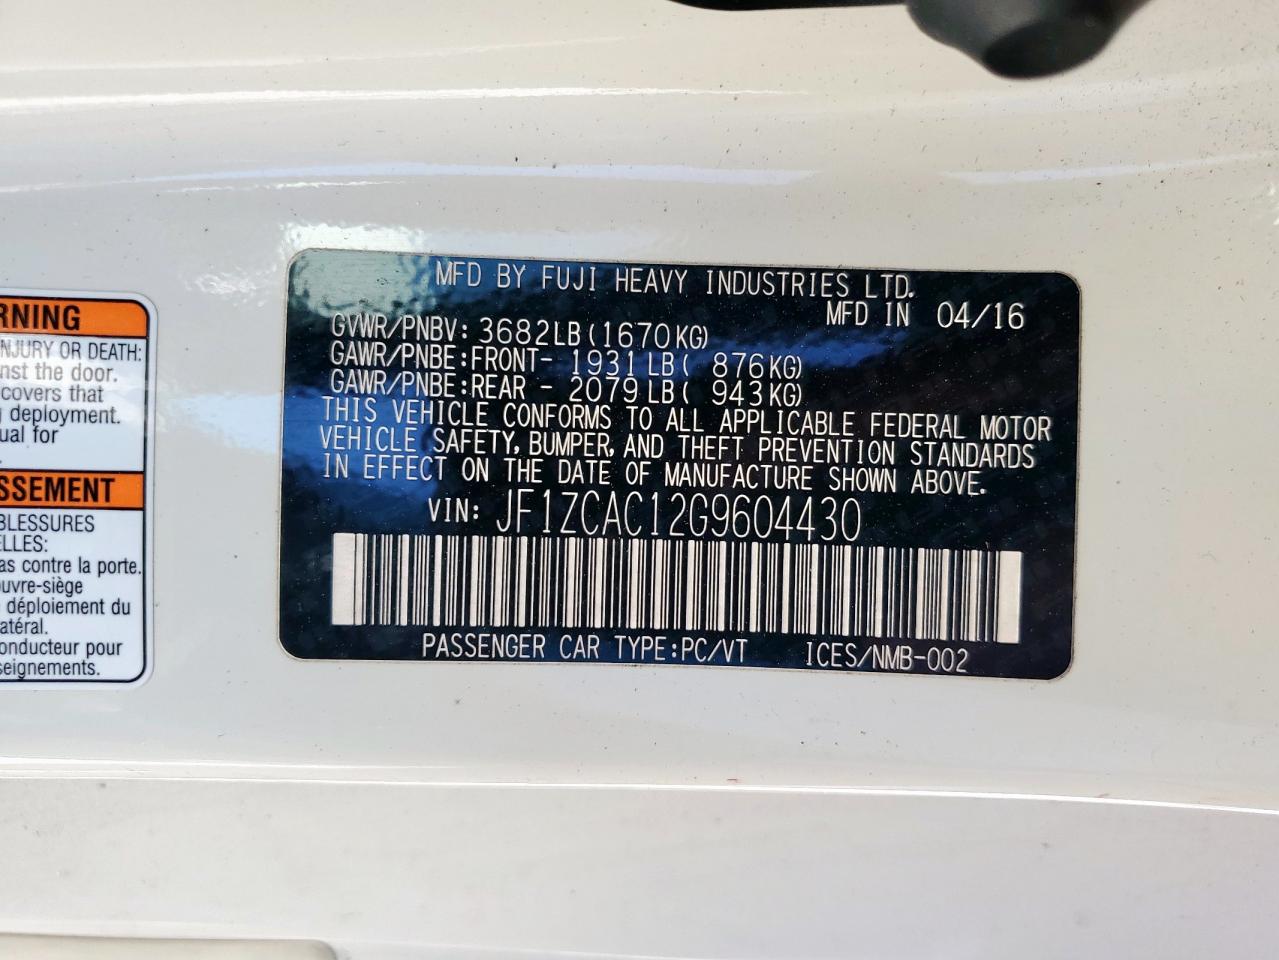 MFD BY FUJI HEAVY INDUSTRIES LTD.
MFD IN 04/16
GVWR/PNBV: 3682LB(1670KG)
GAWR/PNBE:FRONT- 1931LB( 876KG)
GAWR/PNBE:REAR - 2079LB( 943KG)
THIS VEHICLE CONFORMS TO ALL APPLICABLE FEDERAL MOTOR
VEHICLE SAFETY, BUMPER, AND THEFT PREVENTION STANDARDS
IN EFFECT ON THE DATE OF MANUFACTURE SHOWN ABOVE.
VIN: JF1ZCAC12G9604430
PASSENGER CAR TYPE:PC/VT ICES/NMB-002
RNING
NJURY OR DEATH:
nst the door.
covers that
deployment.
ual for
SSEMENT
BLESSURES
ELLES:
as contre la porte.
uvre-siège
déploiement du
atéral.
onducteur pour
seignements.